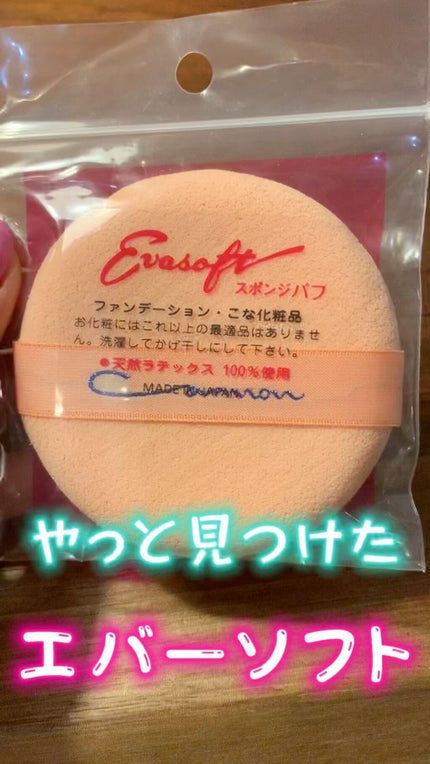 Evasoft
スポンジパフ
ファンデーション・こな化粧品
お化粧にはこれ以上の最適品はありませ
ん。洗濯してかげ干しにして下さい。
●天然ラテックス 100%使用
MADE IN JAPAN
やっと見つけた
エバーソフト